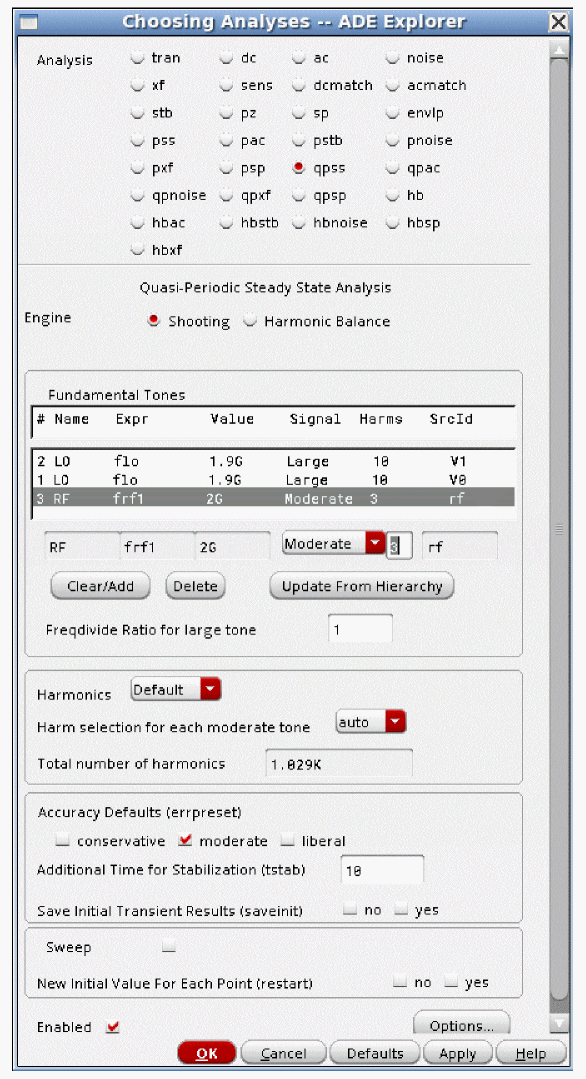 Choosing Analyses -- ADE Explorer
Analysis tran dc ac noise
xf sens dcmatch acmatch
stb pz sp envlp
pss pac pstb pnoise
pxf psp qpss qpac
qpnoise qpxf qpsp hb
hbac hbstb hbnoise hbsp
hbxf
Quasi-Periodic Steady State Analysis
Engine Shooting Harmonic Balance
Fundamental Tones
# Name Expr Value Signal Harms SrcId
2 LO flo 1.9G Large 10 V1
1 LO flo 1.9G Large 10 V0
3 RF frf1 2G Moderate 3 rf
RF frf1 2G Moderate 3 rf
Clear/Add Delete Update From Hierarchy
Freqdivide Ratio for large tone 1
Harmonics Default
Harm selection for each moderate tone auto
Total number of harmonics 1.029K
Accuracy Defaults (errpreset)
conservative moderate liberal
Additional Time for Stabilization (tstab) 10
Save Initial Transient Results (saveinit) no yes
Sweep
New Initial Value For Each Point (restart) no yes
Enabled Options...
OK Cancel Defaults Apply Help